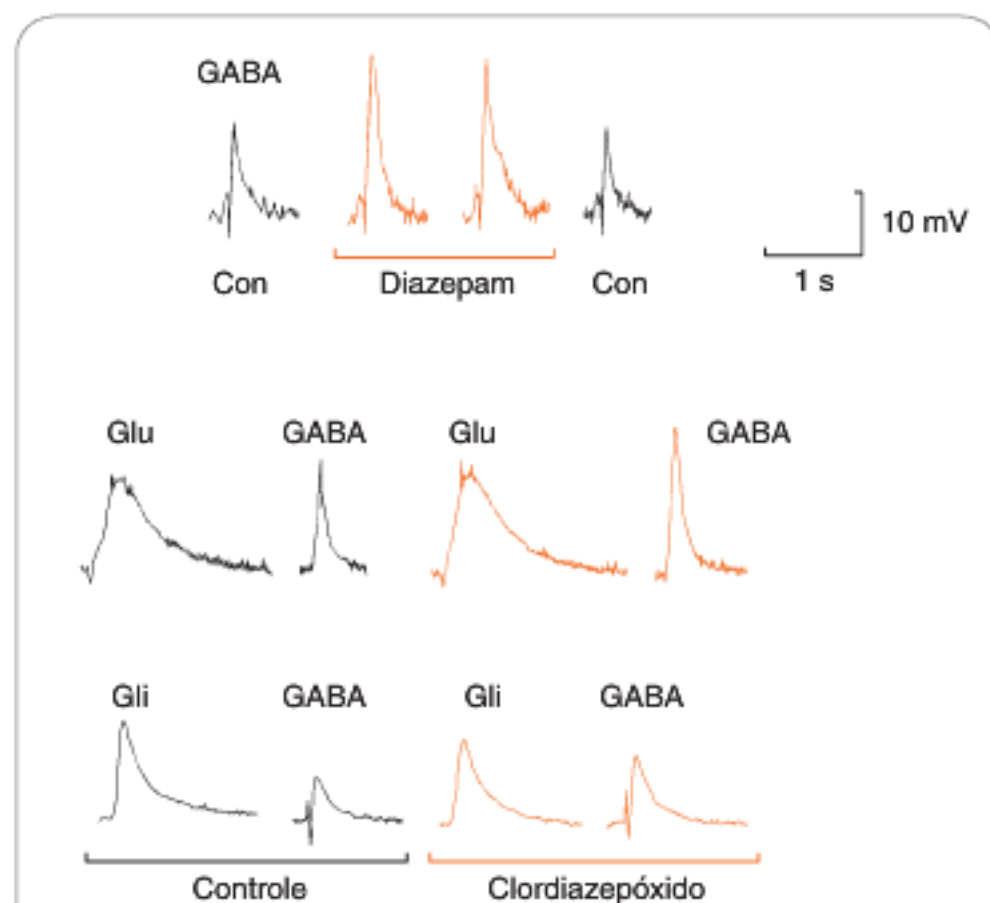 GABA
10 mV
Con Diazepam Con 1 s
Glu GABA Glu GABA
Gli GABA Gli GABA
Controle Clordiazepóxido